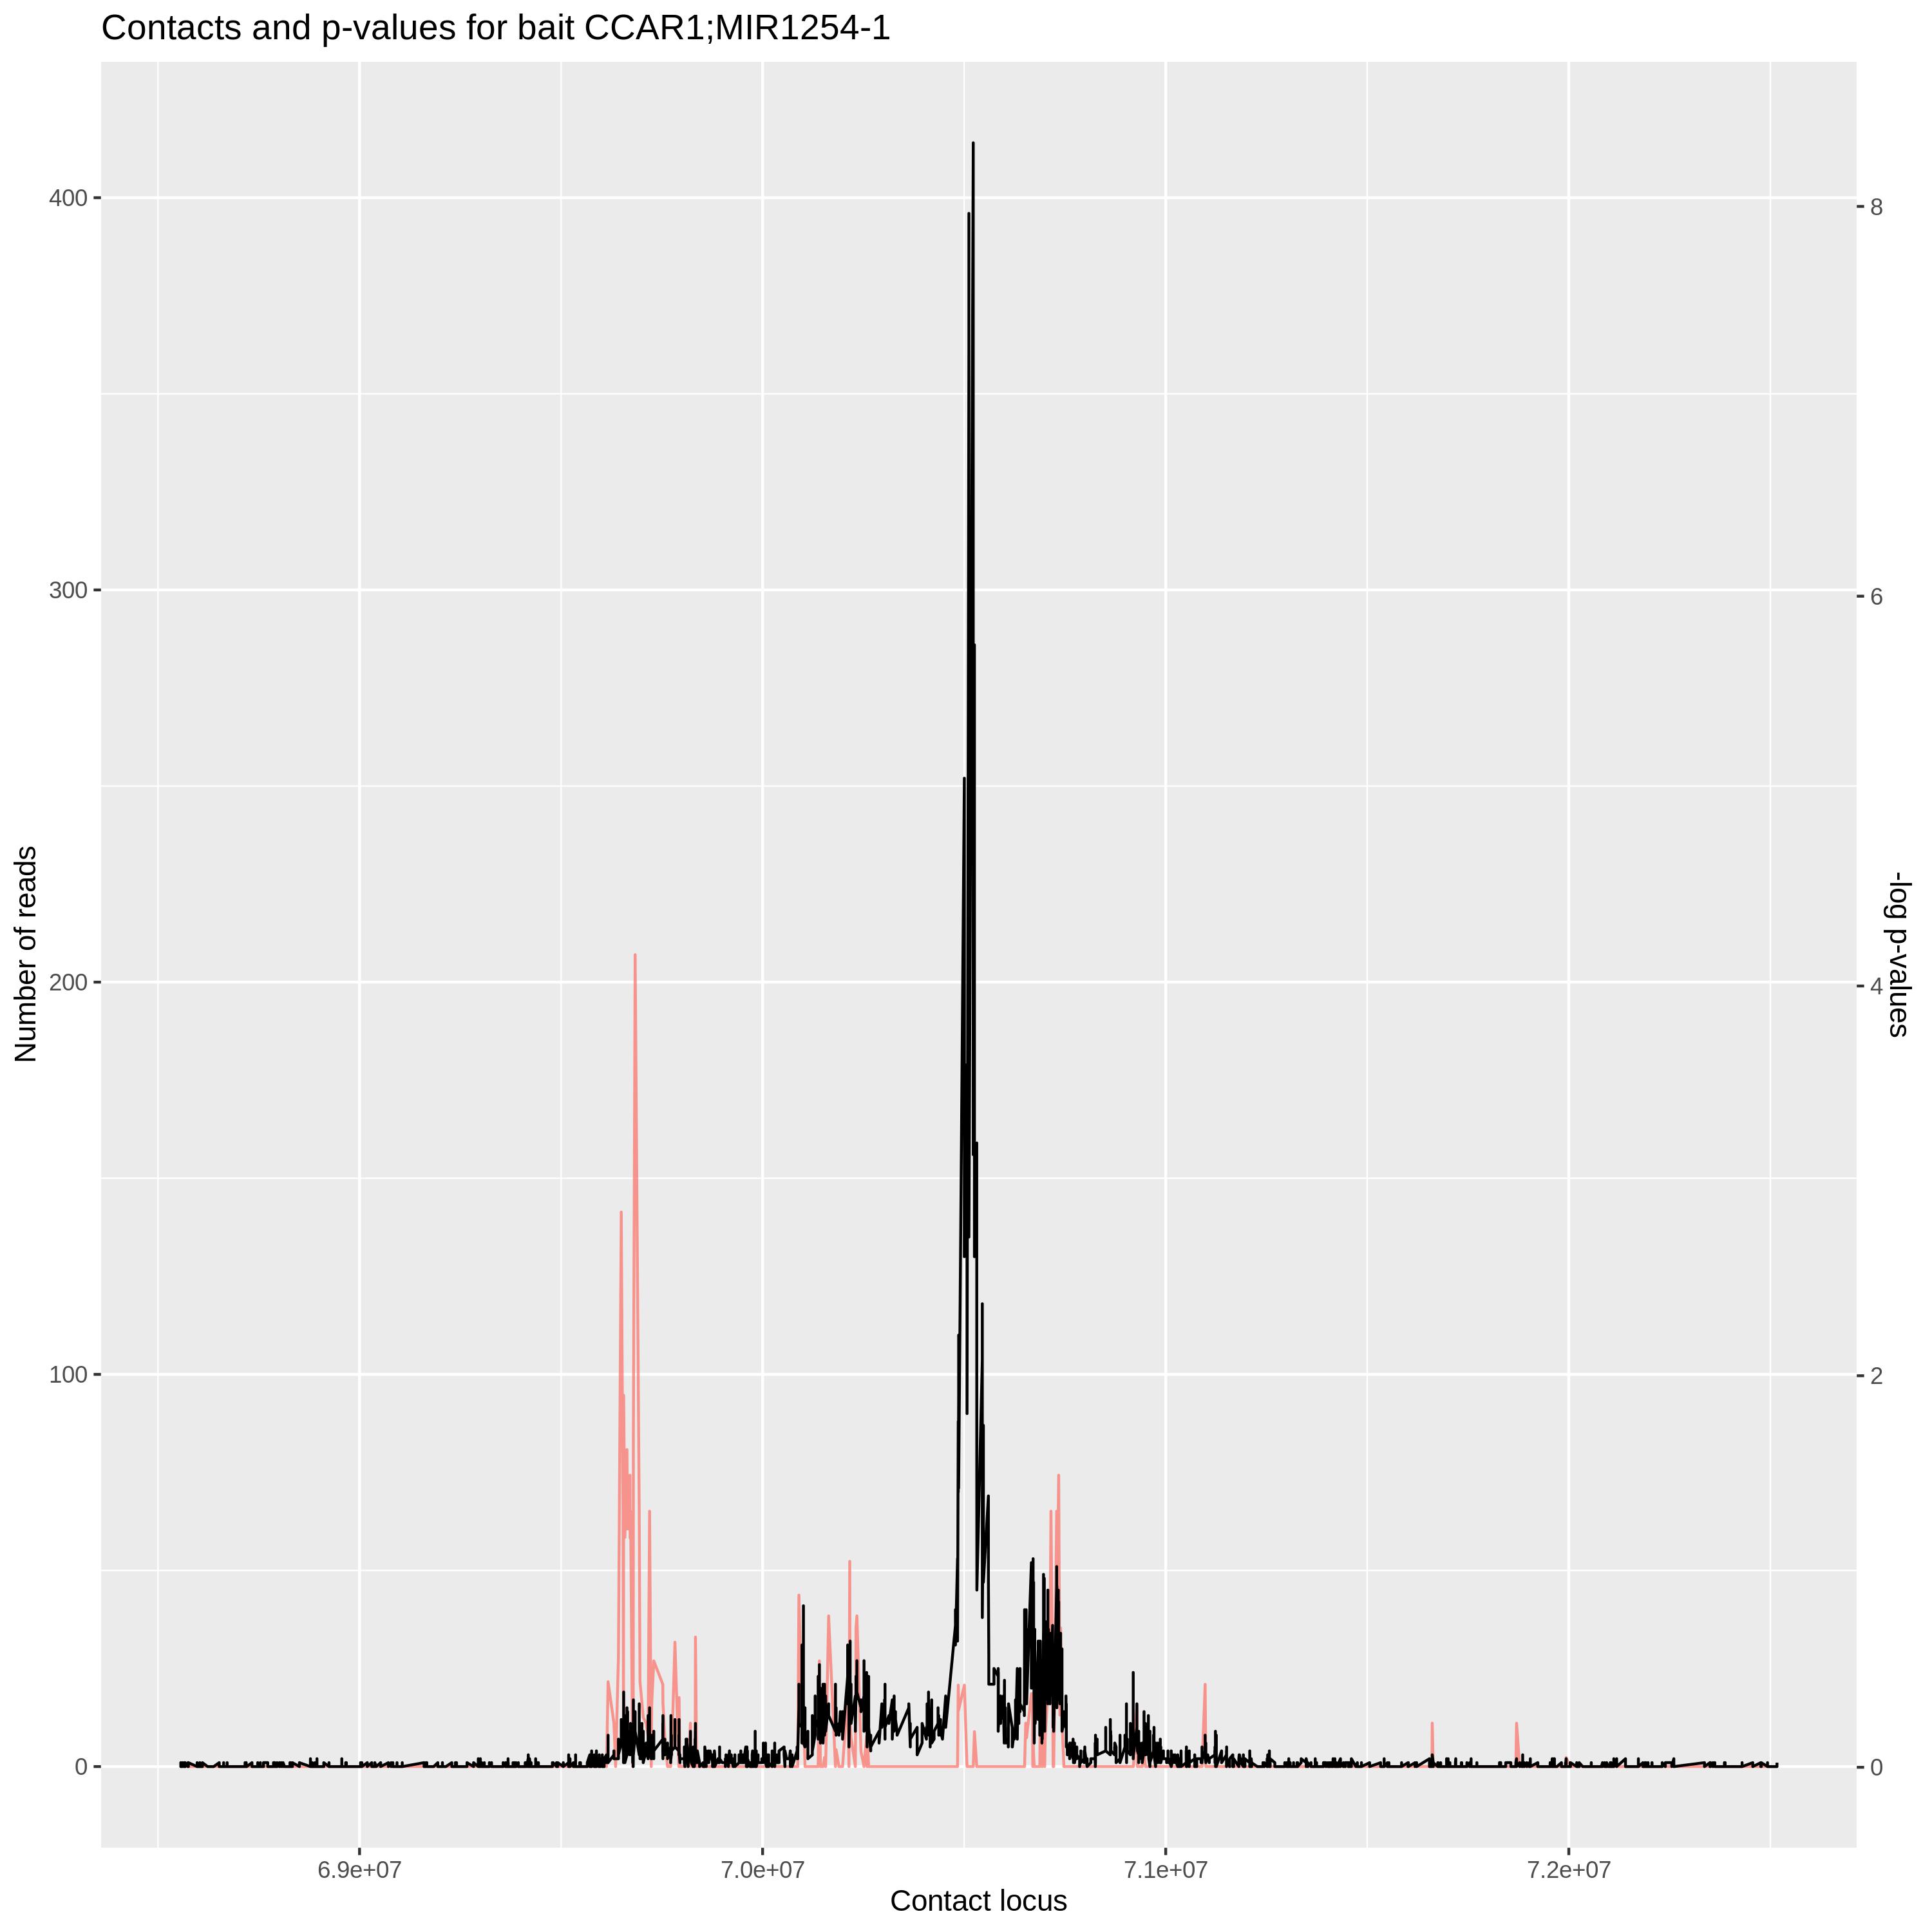 Contacts and p-values for bait CCAR1;MIR1254-1
400
300
200
100
0
Number of reads
8
6
4
2
0
-log p-values
6.9e+07
7.0e+07
7.1e+07
7.2e+07
Contact locus